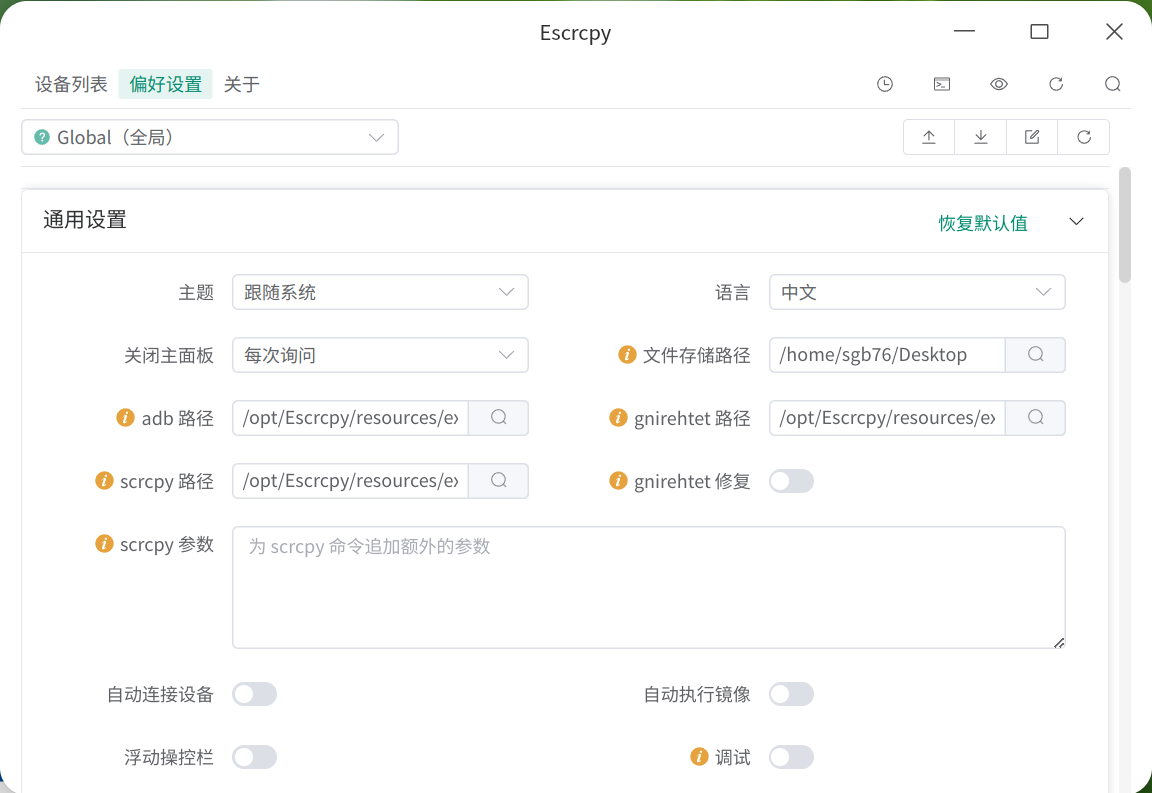 Escrcpy
设备列表 偏好设置 关于
Global（全局）
通用设置 恢复默认值
主题 跟随系统 语言 中文
关闭主面板 每次询问 文件存储路径 /home/sgb76/Desktop
adb 路径 /opt/Escrcpy/resources/ex gnirehtet 路径 /opt/Escrcpy/resources/ex
scrcpy 路径 /opt/Escrcpy/resources/ex gnirehtet 修复
scrcpy 参数 为 scrcpy 命令追加额外的参数
自动连接设备 自动执行镜像
浮动操控栏 调试